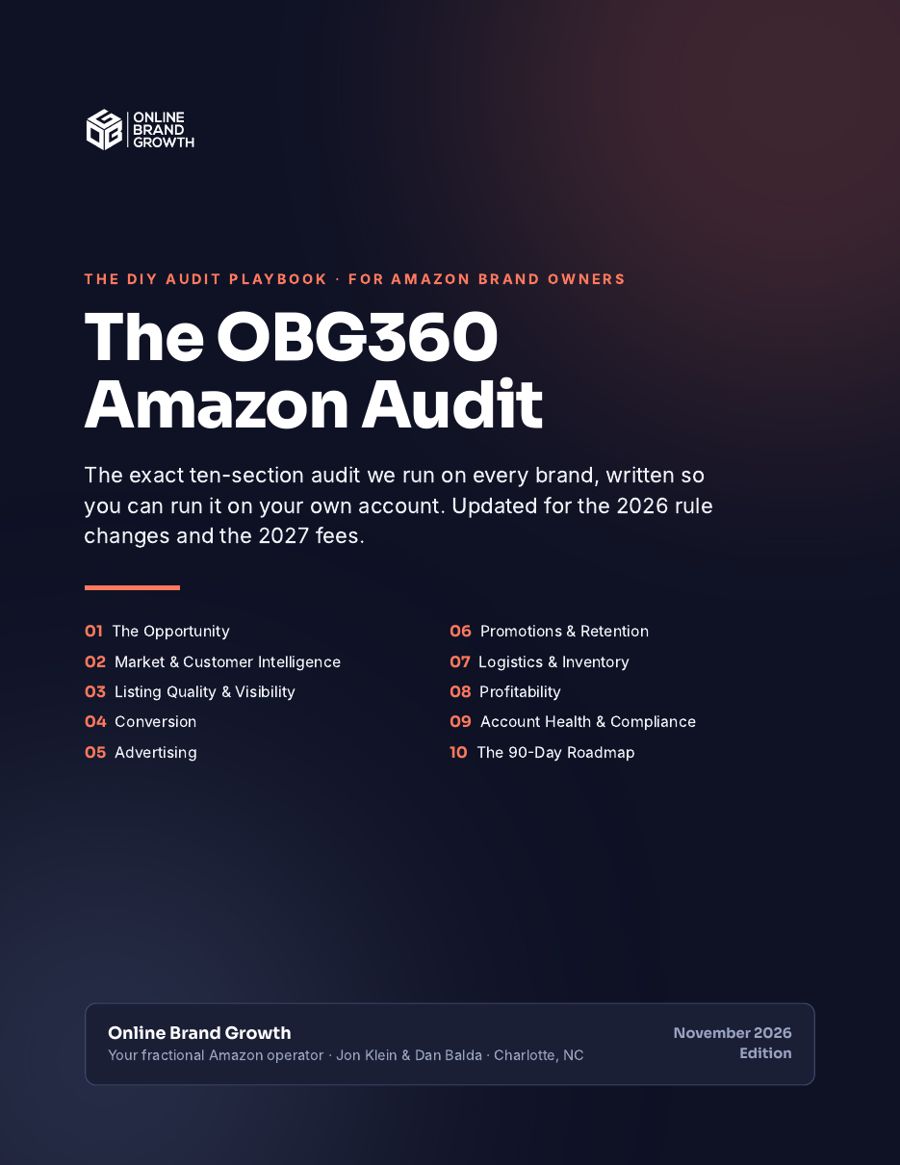 ONLINE
BRAND
GROWTH
THE DIY AUDIT PLAYBOOK · FOR AMAZON BRAND OWNERS
The OBG360
Amazon Audit
The exact ten-section audit we run on every brand, written so
you can run it on your own account. Updated for the 2026 rule
changes and the 2027 fees.
01 The Opportunity
02 Market & Customer Intelligence
03 Listing Quality & Visibility
04 Conversion
05 Advertising
06 Promotions & Retention
07 Logistics & Inventory
08 Profitability
09 Account Health & Compliance
10 The 90-Day Roadmap
Online Brand Growth
Your fractional Amazon operator · Jon Klein & Dan Balda · Charlotte, NC
November 2026
Edition